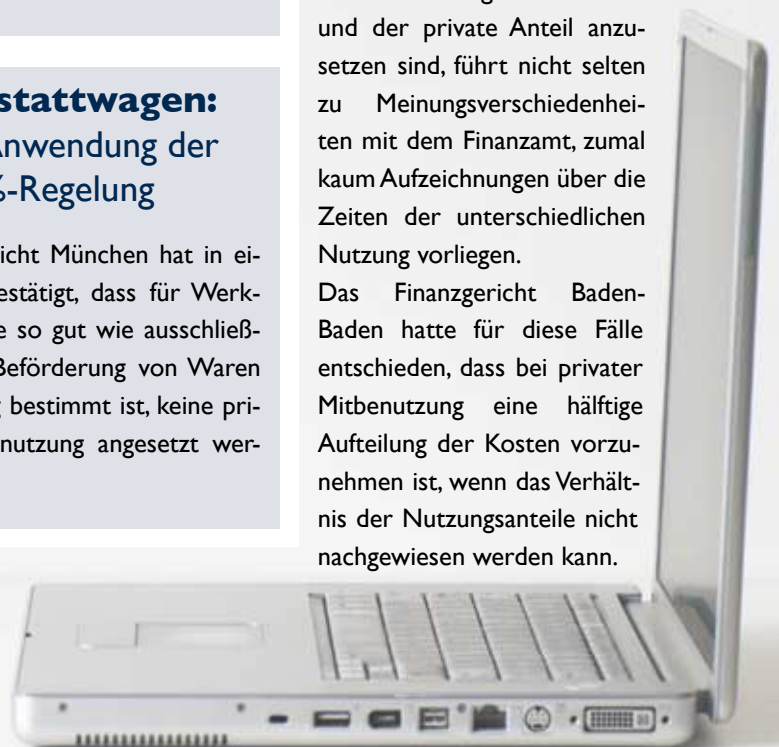 stattwagen:
Anwendung der
%-Regelung
icht München hat in ei-
estätigt, dass für Werk-
e so gut wie ausschließ-
Beförderung von Waren
g bestimmt ist, keine pri-
nutzung angesetzt wer-
und der private Anteil anzu-
setzen sind, führt nicht selten
zu Meinungsverschiedenhei-
ten mit dem Finanzamt, zumal
kaum Aufzeichnungen über die
Zeiten der unterschiedlichen
Nutzung vorliegen.
Das Finanzgericht Baden-
Baden hatte für diese Fälle
entschieden, dass bei privater
Mitbenutzung eine hälftige
Aufteilung der Kosten vorzu-
nehmen ist, wenn das Verhält-
nis der Nutzungsanteile nicht
nachgewiesen werden kann.